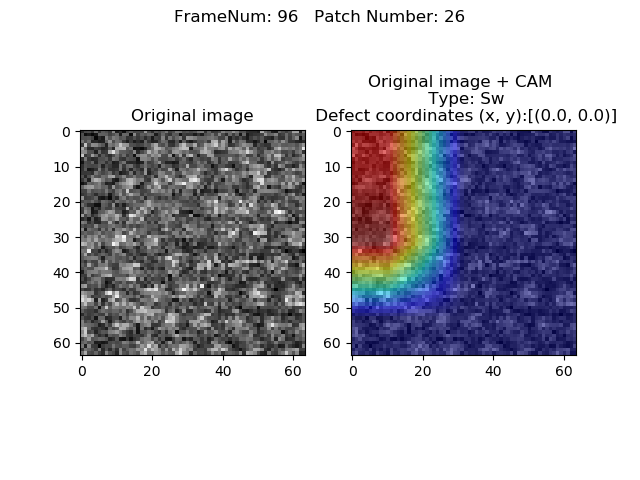 FrameNum: 96   Patch Number: 26
Original image
Original image + CAM
Type: Sw
Defect coordinates (x, y):[(0.0, 0.0)]
0
10
20
30
40
50
60
0 20 40 60
0
10
20
30
40
50
60
0 20 40 60